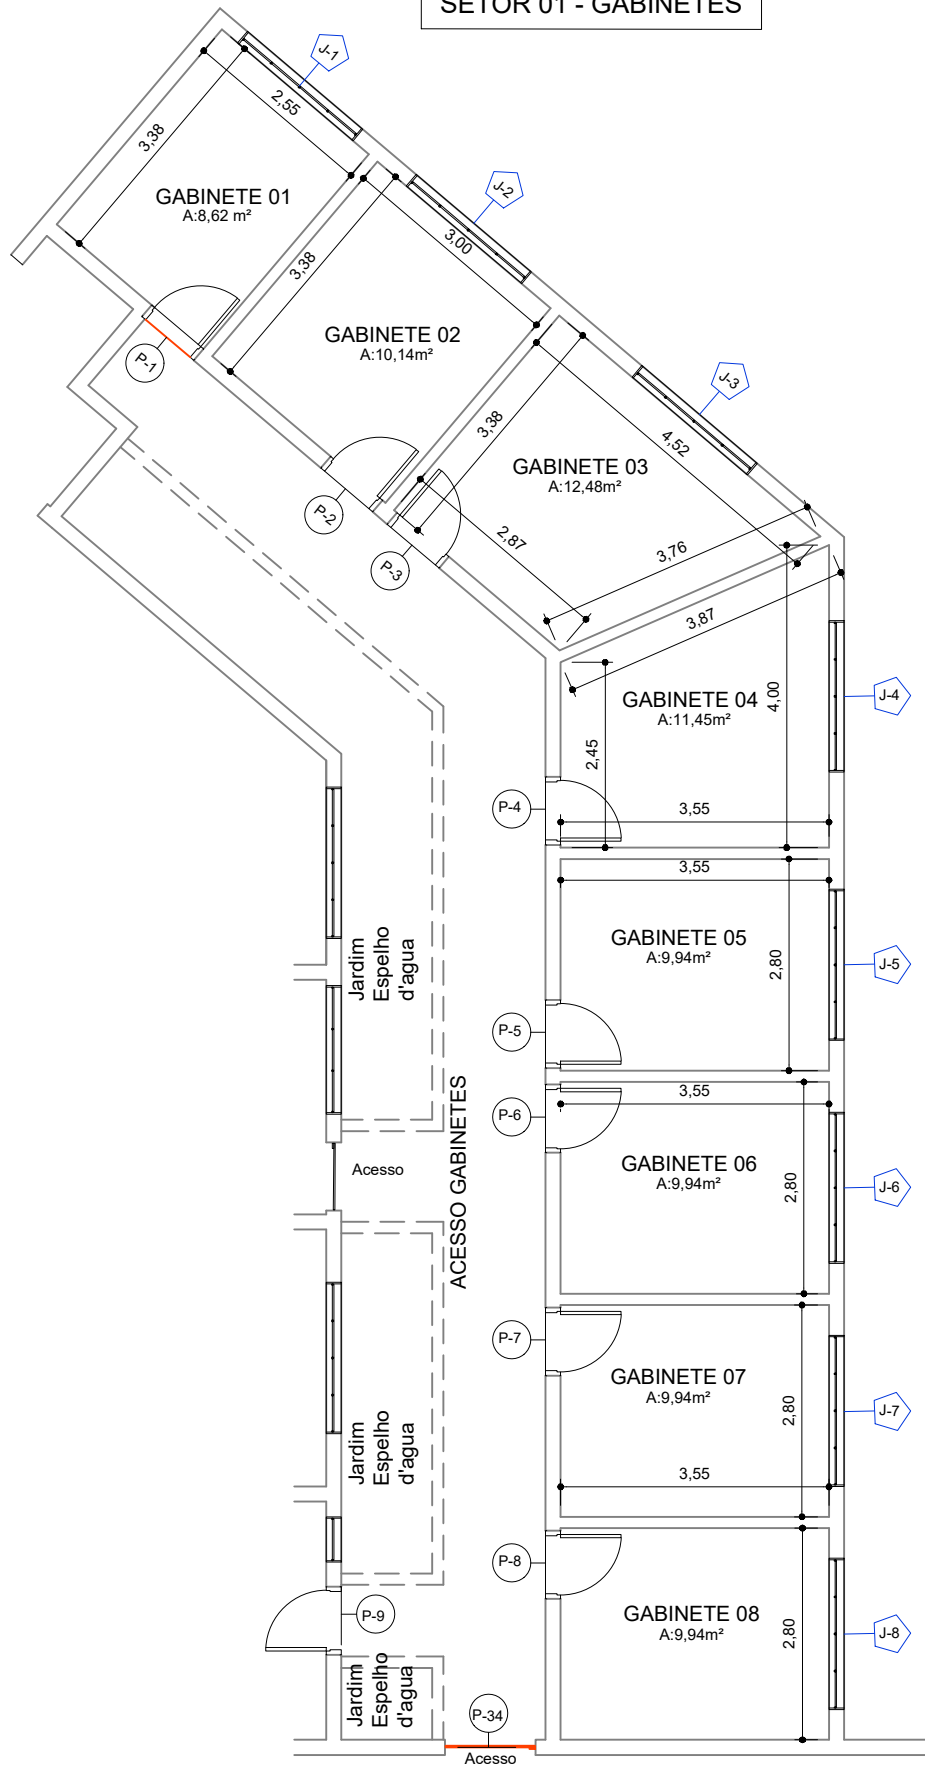 SETOR 01 - GABINETES
J-1
2,55
3,38
GABINETE 01
A:8,62 m²
P-1
J-2
3,00
3,38
GABINETE 02
A:10,14m²
P-2
J-3
4,52
3,38
GABINETE 03
A:12,48m²
2,87
P-3
3,76
3,87
GABINETE 04
A:11,45m²
4,00
2,45
J-4
P-4
3,55
3,55
GABINETE 05
A:9,94m²
2,80
J-5
P-5
Jardim
Espelho
d'agua
ACESSO GABINETES
3,55
P-6
GABINETE 06
A:9,94m²
2,80
J-6
Acesso
P-7
GABINETE 07
A:9,94m²
2,80
J-7
3,55
Jardim
Espelho
d'agua
P-8
GABINETE 08
A:9,94m²
2,80
J-8
P-9
Jardim
Espelho
d'agua
P-34
Acesso